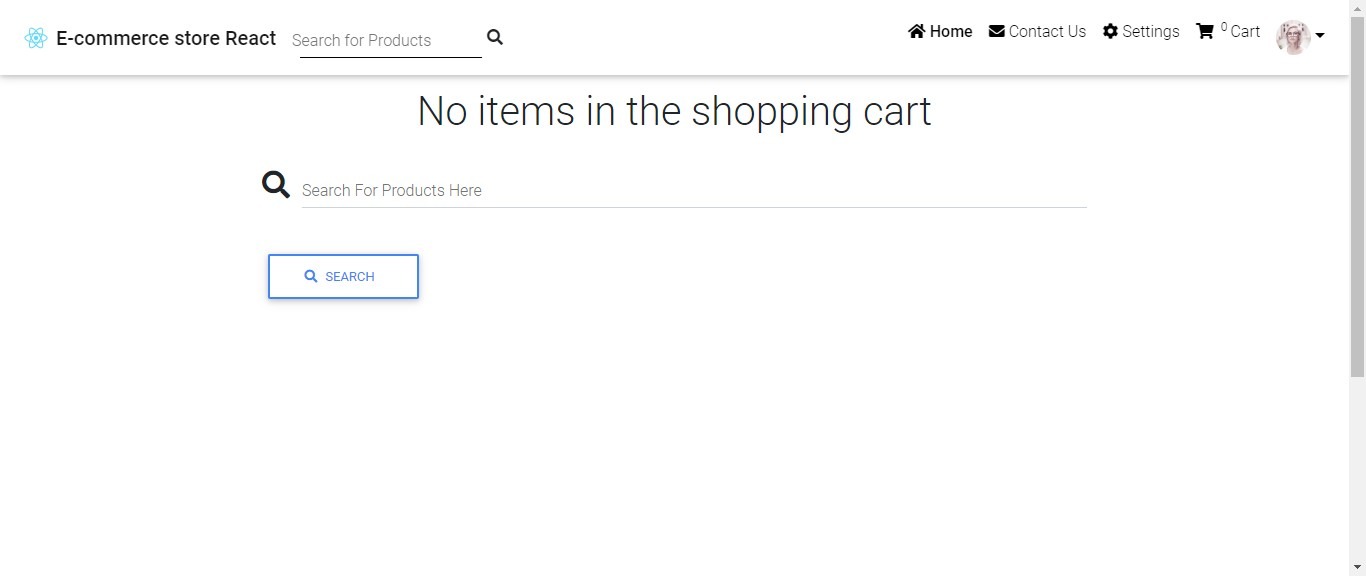 E-commerce store React Search for Products Home Contact Us Settings 0 Cart
No items in the shopping cart
Search For Products Here
SEARCH